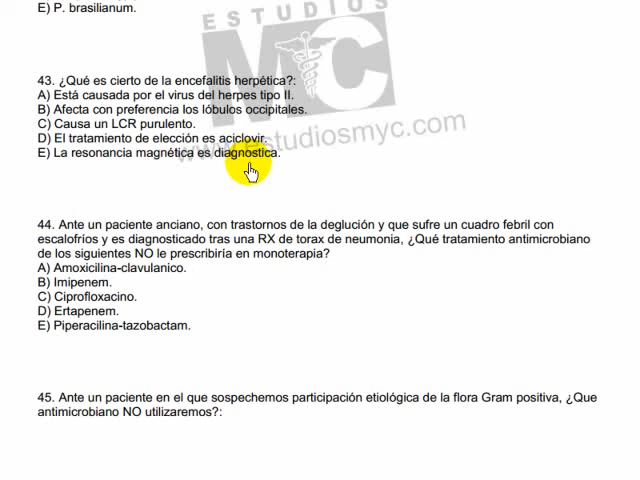 E) P. brasilianum.
ESTUDIOS
MC
www.estudiosmyc.com
43. ¿Qué es cierto de la encefalitis herpética?:
A) Está causada por el virus del herpes tipo II.
B) Afecta con preferencia los lóbulos occipitales.
C) Causa un LCR purulento.
D) El tratamiento de elección es aciclovir.
E) La resonancia magnética es diagnostica.
44. Ante un paciente anciano, con trastornos de la deglución y que sufre un cuadro febril con
escalofríos y es diagnosticado tras una RX de torax de neumonia, ¿Qué tratamiento antimicrobiano
de los siguientes NO le prescribiría en monoterapia?
A) Amoxicilina-clavulanico.
B) Imipenem.
C) Ciprofloxacino.
D) Ertapenem.
E) Piperacilina-tazobactam.
45. Ante un paciente en el que sospechemos participación etiológica de la flora Gram positiva, ¿Que
antimicrobiano NO utilizaremos?: